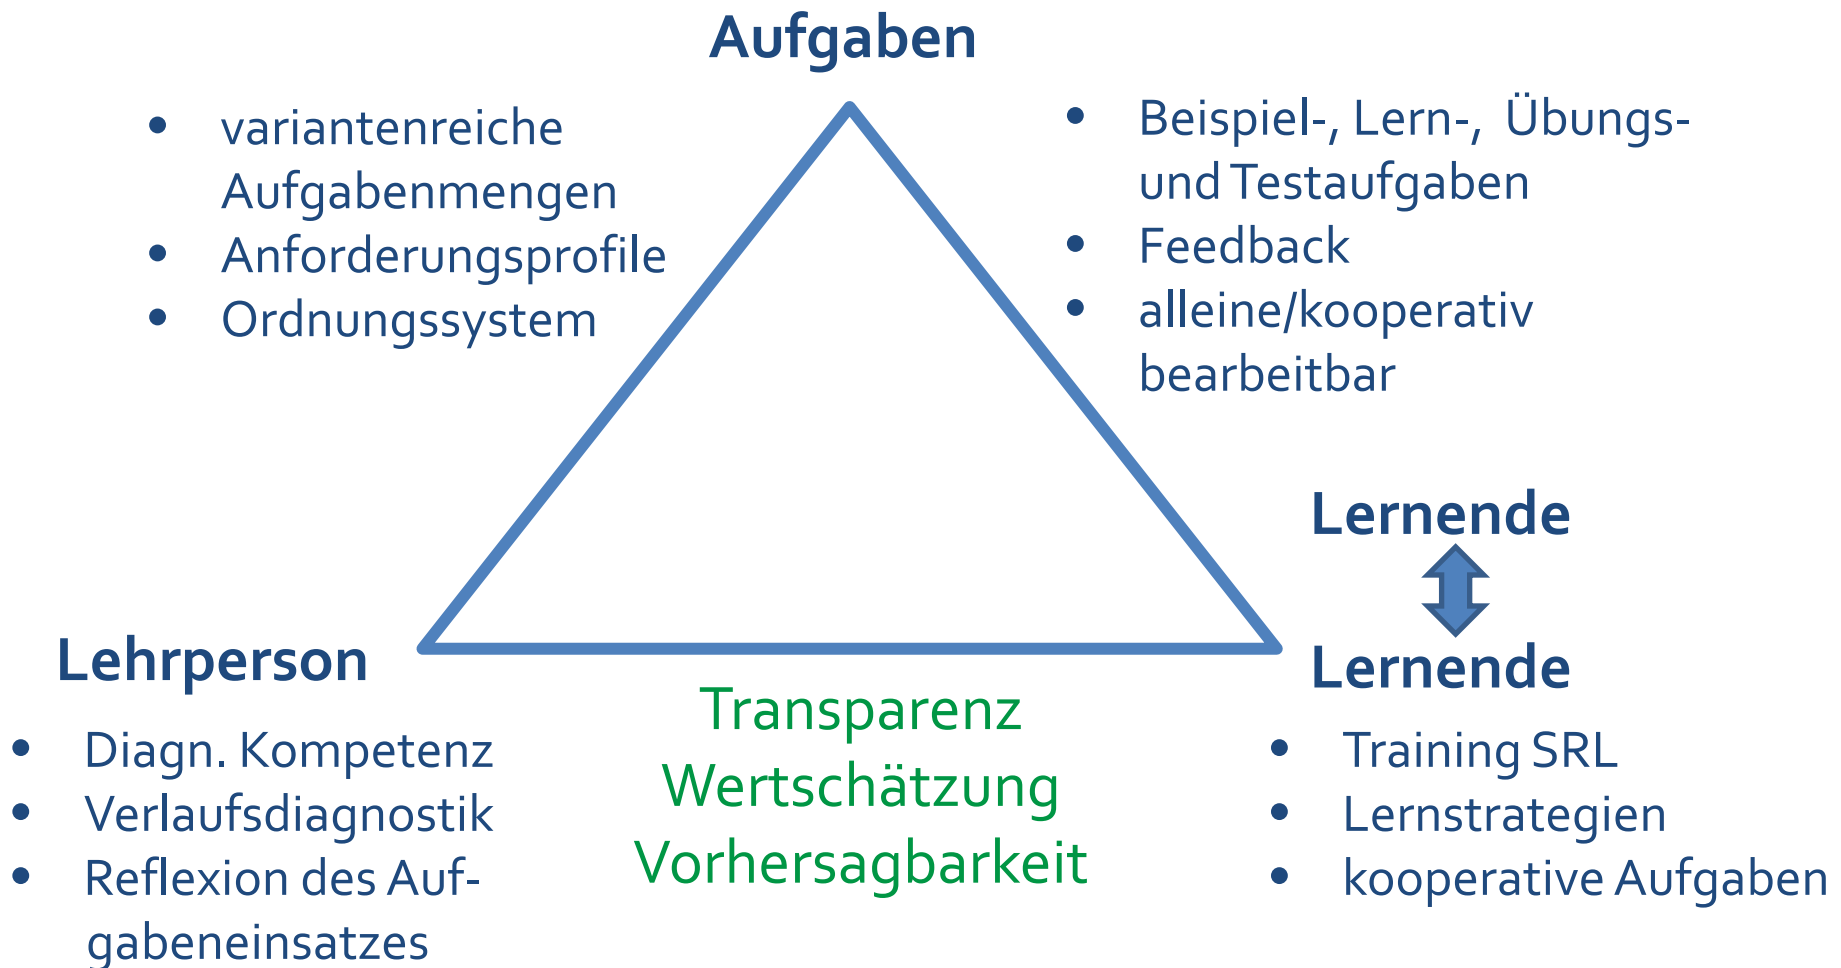 Aufgaben
• variantenreiche
Aufgabenmengen
• Anforderungsprofile
• Ordnungssystem
• Beispiel-, Lern-, Übungs-
und Testaufgaben
• Feedback
• alleine/kooperativ
bearbeitbar
Lernende
Lernende
• Training SRL
• Lernstrategien
• kooperative Aufgaben
Lehrperson
• Diagn. Kompetenz
• Verlaufsdiagnostik
• Reflexion des Auf-
gabeneinsatzes
Transparenz
Wertschätzung
Vorhersagbarkeit